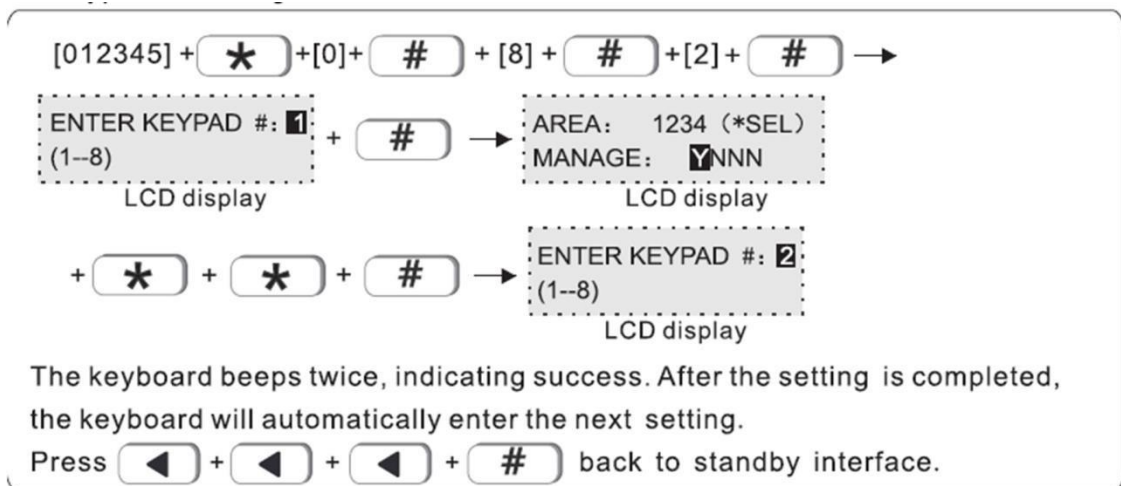 [012345] + * +[0]+ # + [8] + # +[2]+ # →
ENTER KEYPAD #: 1 + # → AREA: 1234 (*SEL)
(1--8) MANAGE: YNNN
LCD display LCD display
+ * + * + # → ENTER KEYPAD #: 2
(1--8)
LCD display
The keyboard beeps twice, indicating success. After the setting is completed,
the keyboard will automatically enter the next setting.
Press ◀ + ◀ + ◀ + # back to standby interface.